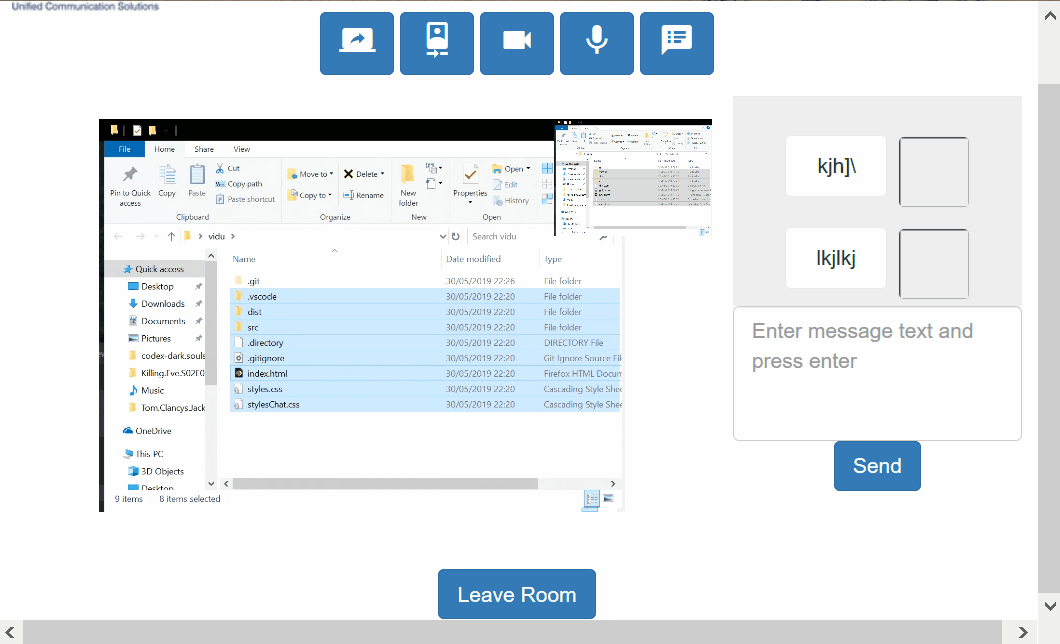 Unified Communication Solutions
File Home Share View
Pin to Quick access
Copy
Paste
Cut
Copy path
Paste shortcut
Clipboard
Move to
Copy to
Delete
Rename
Organize
New folder
New
Properties
Open
Edit
History
Open
vidu
Search vidu
Name Date modified Type
Quick access
Desktop
Downloads
Documents
Pictures
codex-dark.souls
Killing.Eve.S02E0
Music
Tom.ClancysJack
OneDrive
This PC
3D Objects
Desktop
.git 30/05/2019 22:26 File folder
.vscode 30/05/2019 22:20 File folder
dist 30/05/2019 22:20 File folder
src 30/05/2019 22:20 File folder
.directory 30/05/2019 22:20 DIRECTORY File
.gitignore 30/05/2019 22:20 Git Ignore Source Fil
index.html 30/05/2019 22:20 Firefox HTML Docum
styles.css 30/05/2019 22:20 Cascading Style Shee
stylesChat.css 30/05/2019 22:20 Cascading Style Shee
9 items 8 items selected
kjh]\
lkjlkj
Enter message text and
press enter
Send
Leave Room